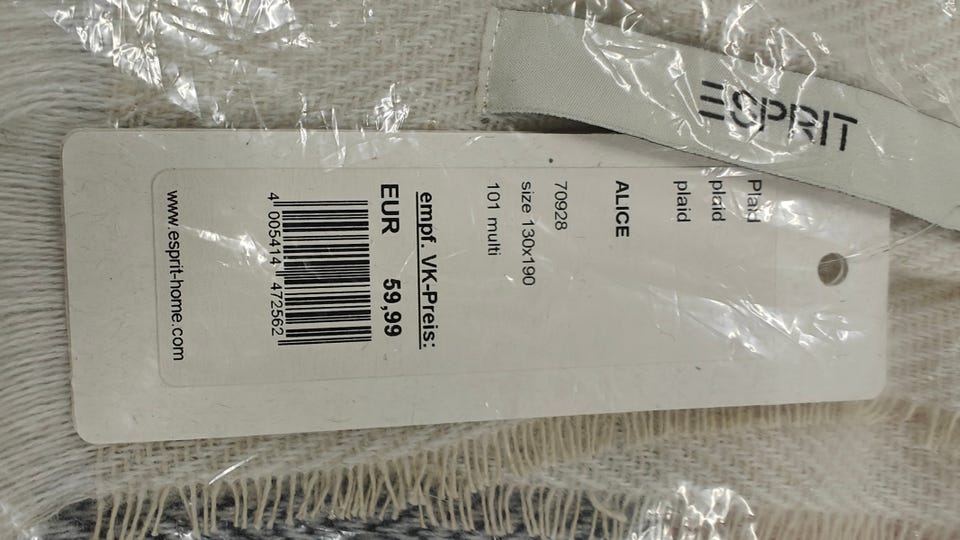 ESPRIT
Plaid
plaid
plaid
ALICE
70928
size 130x190
101 multi
empf. VK-Preis:
EUR 59,99
4 005414 472562
www.esprit-home.com